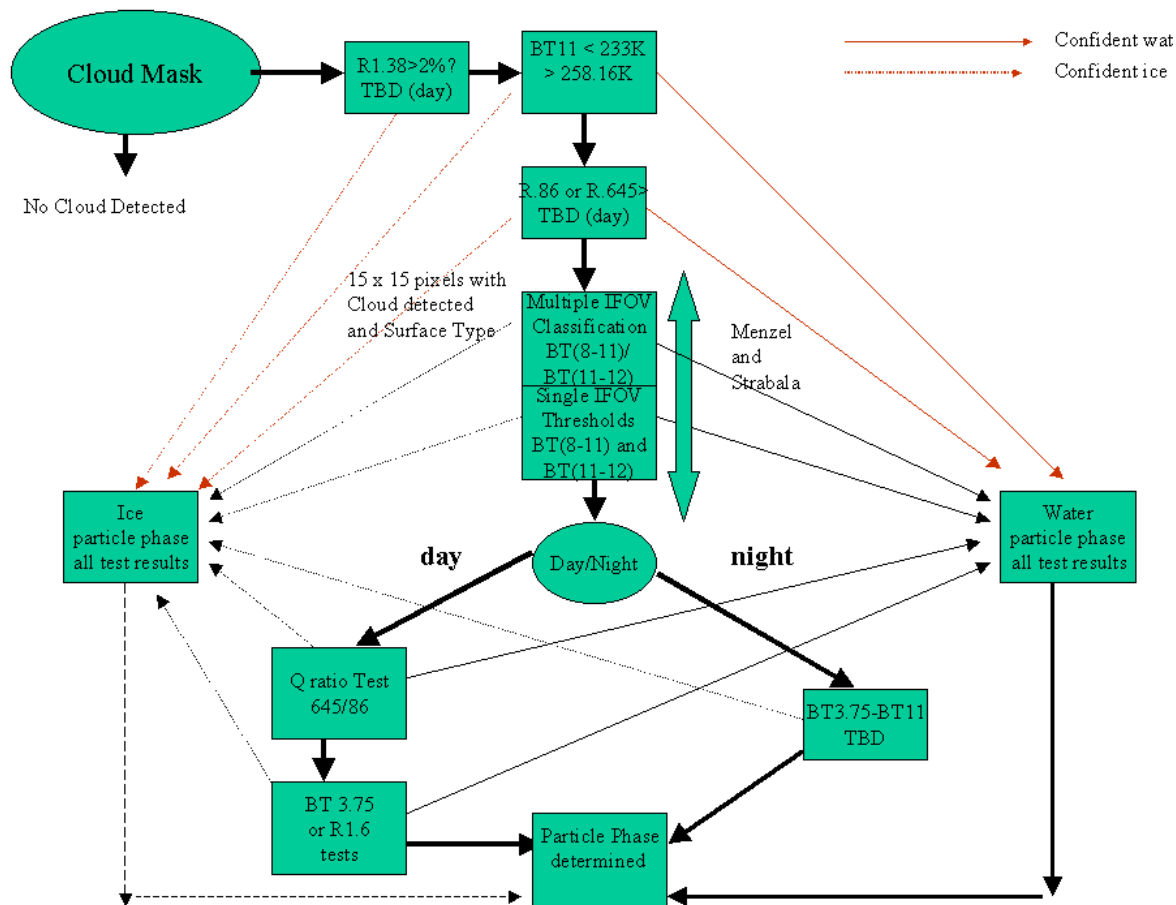 Cloud Mask
R1.38>2%?
TBD (day)
BT11 < 233K
> 258.16K
Confident wat
Confident ice
No Cloud Detected
R.86 or R.645>
TBD (day)
15 x 15 pixels with
Cloud detected
and Surface Type
Multiple IFOV
Classification
BT(8-11)/
BT(11-12)
Single IFOV
Thresholds
BT(8-11) and
BT(11-12)
Menzel
and
Strabala
Ice
particle phase
all test results
Water
particle phase
all test results
day
Day/Night
night
Q ratio Test
645/86
BT3.75-BT11
TBD
BT 3.75
or R1.6
tests
Particle Phase
determined